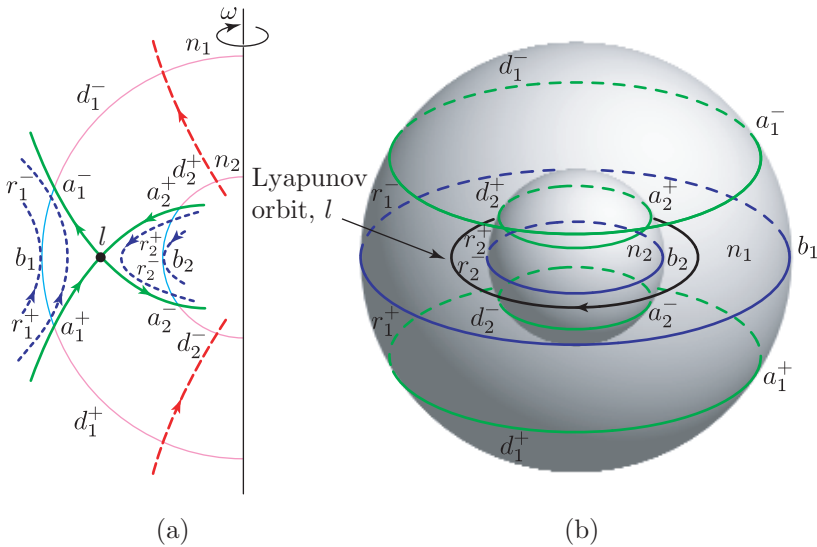 ω
n₁
d₁⁻
n₂
d₂⁺
a₁⁻
a₂⁺
r₁⁻
l
r₂⁺
b₁
r₂⁻
b₂
r₁⁺
a₁⁺
a₂⁻
d₂⁻
d₁⁺
(a)
d₁⁻
a₁⁻
Lyapunov
orbit, l
r₁⁻
d₂⁺
a₂⁺
r₂⁺
n₂
b₂
n₁
b₁
r₂⁻
r₁⁺
d₂⁻
a₂⁻
a₁⁺
d₁⁺
(b)